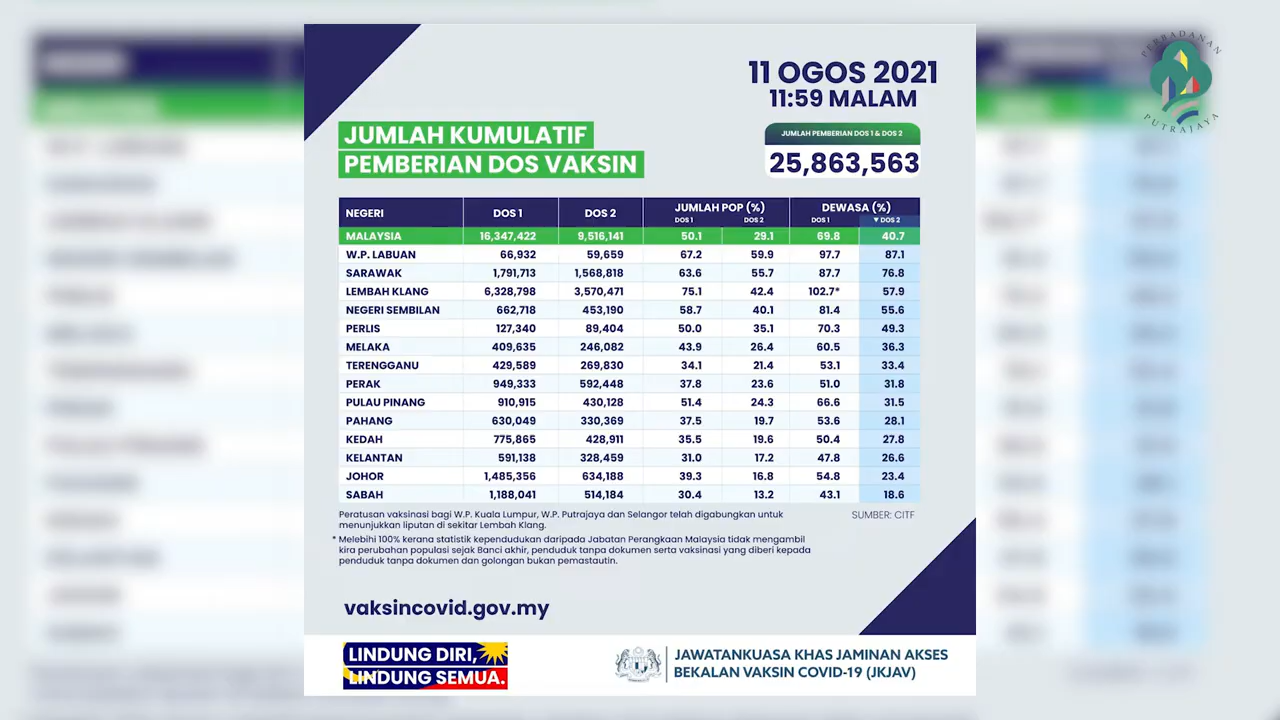 11 OGOS 2021
11:59 MALAM
PERBADANAN
PUTRAJAYA
JUMLAH KUMULATIF
PEMBERIAN DOS VAKSIN
JUMLAH PEMBERIAN DOS 1 & DOS 2
25,863,563
NEGERI DOS 1 DOS 2 JUMLAH POP (%) DEWASA (%)
DOS 1 DOS 2 DOS 1 ▼ DOS 2
MALAYSIA 16,347,422 9,516,141 50.1 29.1 69.8 40.7
W.P. LABUAN 66,932 59,659 67.2 59.9 97.7 87.1
SARAWAK 1,791,713 1,568,818 63.6 55.7 87.7 76.8
LEMBAH KLANG 6,328,798 3,570,471 75.1 42.4 102.7* 57.9
NEGERI SEMBILAN 662,718 453,190 58.7 40.1 81.4 55.6
PERLIS 127,340 89,404 50.0 35.1 70.3 49.3
MELAKA 409,635 246,082 43.9 26.4 60.5 36.3
TERENGGANU 429,589 269,830 34.1 21.4 53.1 33.4
PERAK 949,333 592,448 37.8 23.6 51.0 31.8
PULAU PINANG 910,915 430,128 51.4 24.3 66.6 31.5
PAHANG 630,049 330,369 37.5 19.7 53.6 28.1
KEDAH 775,865 428,911 35.5 19.6 50.4 27.8
KELANTAN 591,138 328,459 31.0 17.2 47.8 26.6
JOHOR 1,485,356 634,188 39.3 16.8 54.8 23.4
SABAH 1,188,041 514,184 30.4 13.2 43.1 18.6
Peratusan vaksinasi bagi W.P. Kuala Lumpur, W.P. Putrajaya dan Selangor telah digabungkan untuk
menunjukkan liputan di sekitar Lembah Klang.
SUMBER: CITF
* Melebihi 100% kerana statistik kependudukan daripada Jabatan Perangkaan Malaysia tidak mengambil
kira perubahan populasi sejak Banci akhir, penduduk tanpa dokumen serta vaksinasi yang diberi kepada
penduduk tanpa dokumen dan golongan bukan pemastautin.
vaksincovid.gov.my
LINDUNG DIRI,
LINDUNG SEMUA.
JAWATANKUASA KHAS JAMINAN AKSES
BEKALAN VAKSIN COVID-19 (JKJAV)